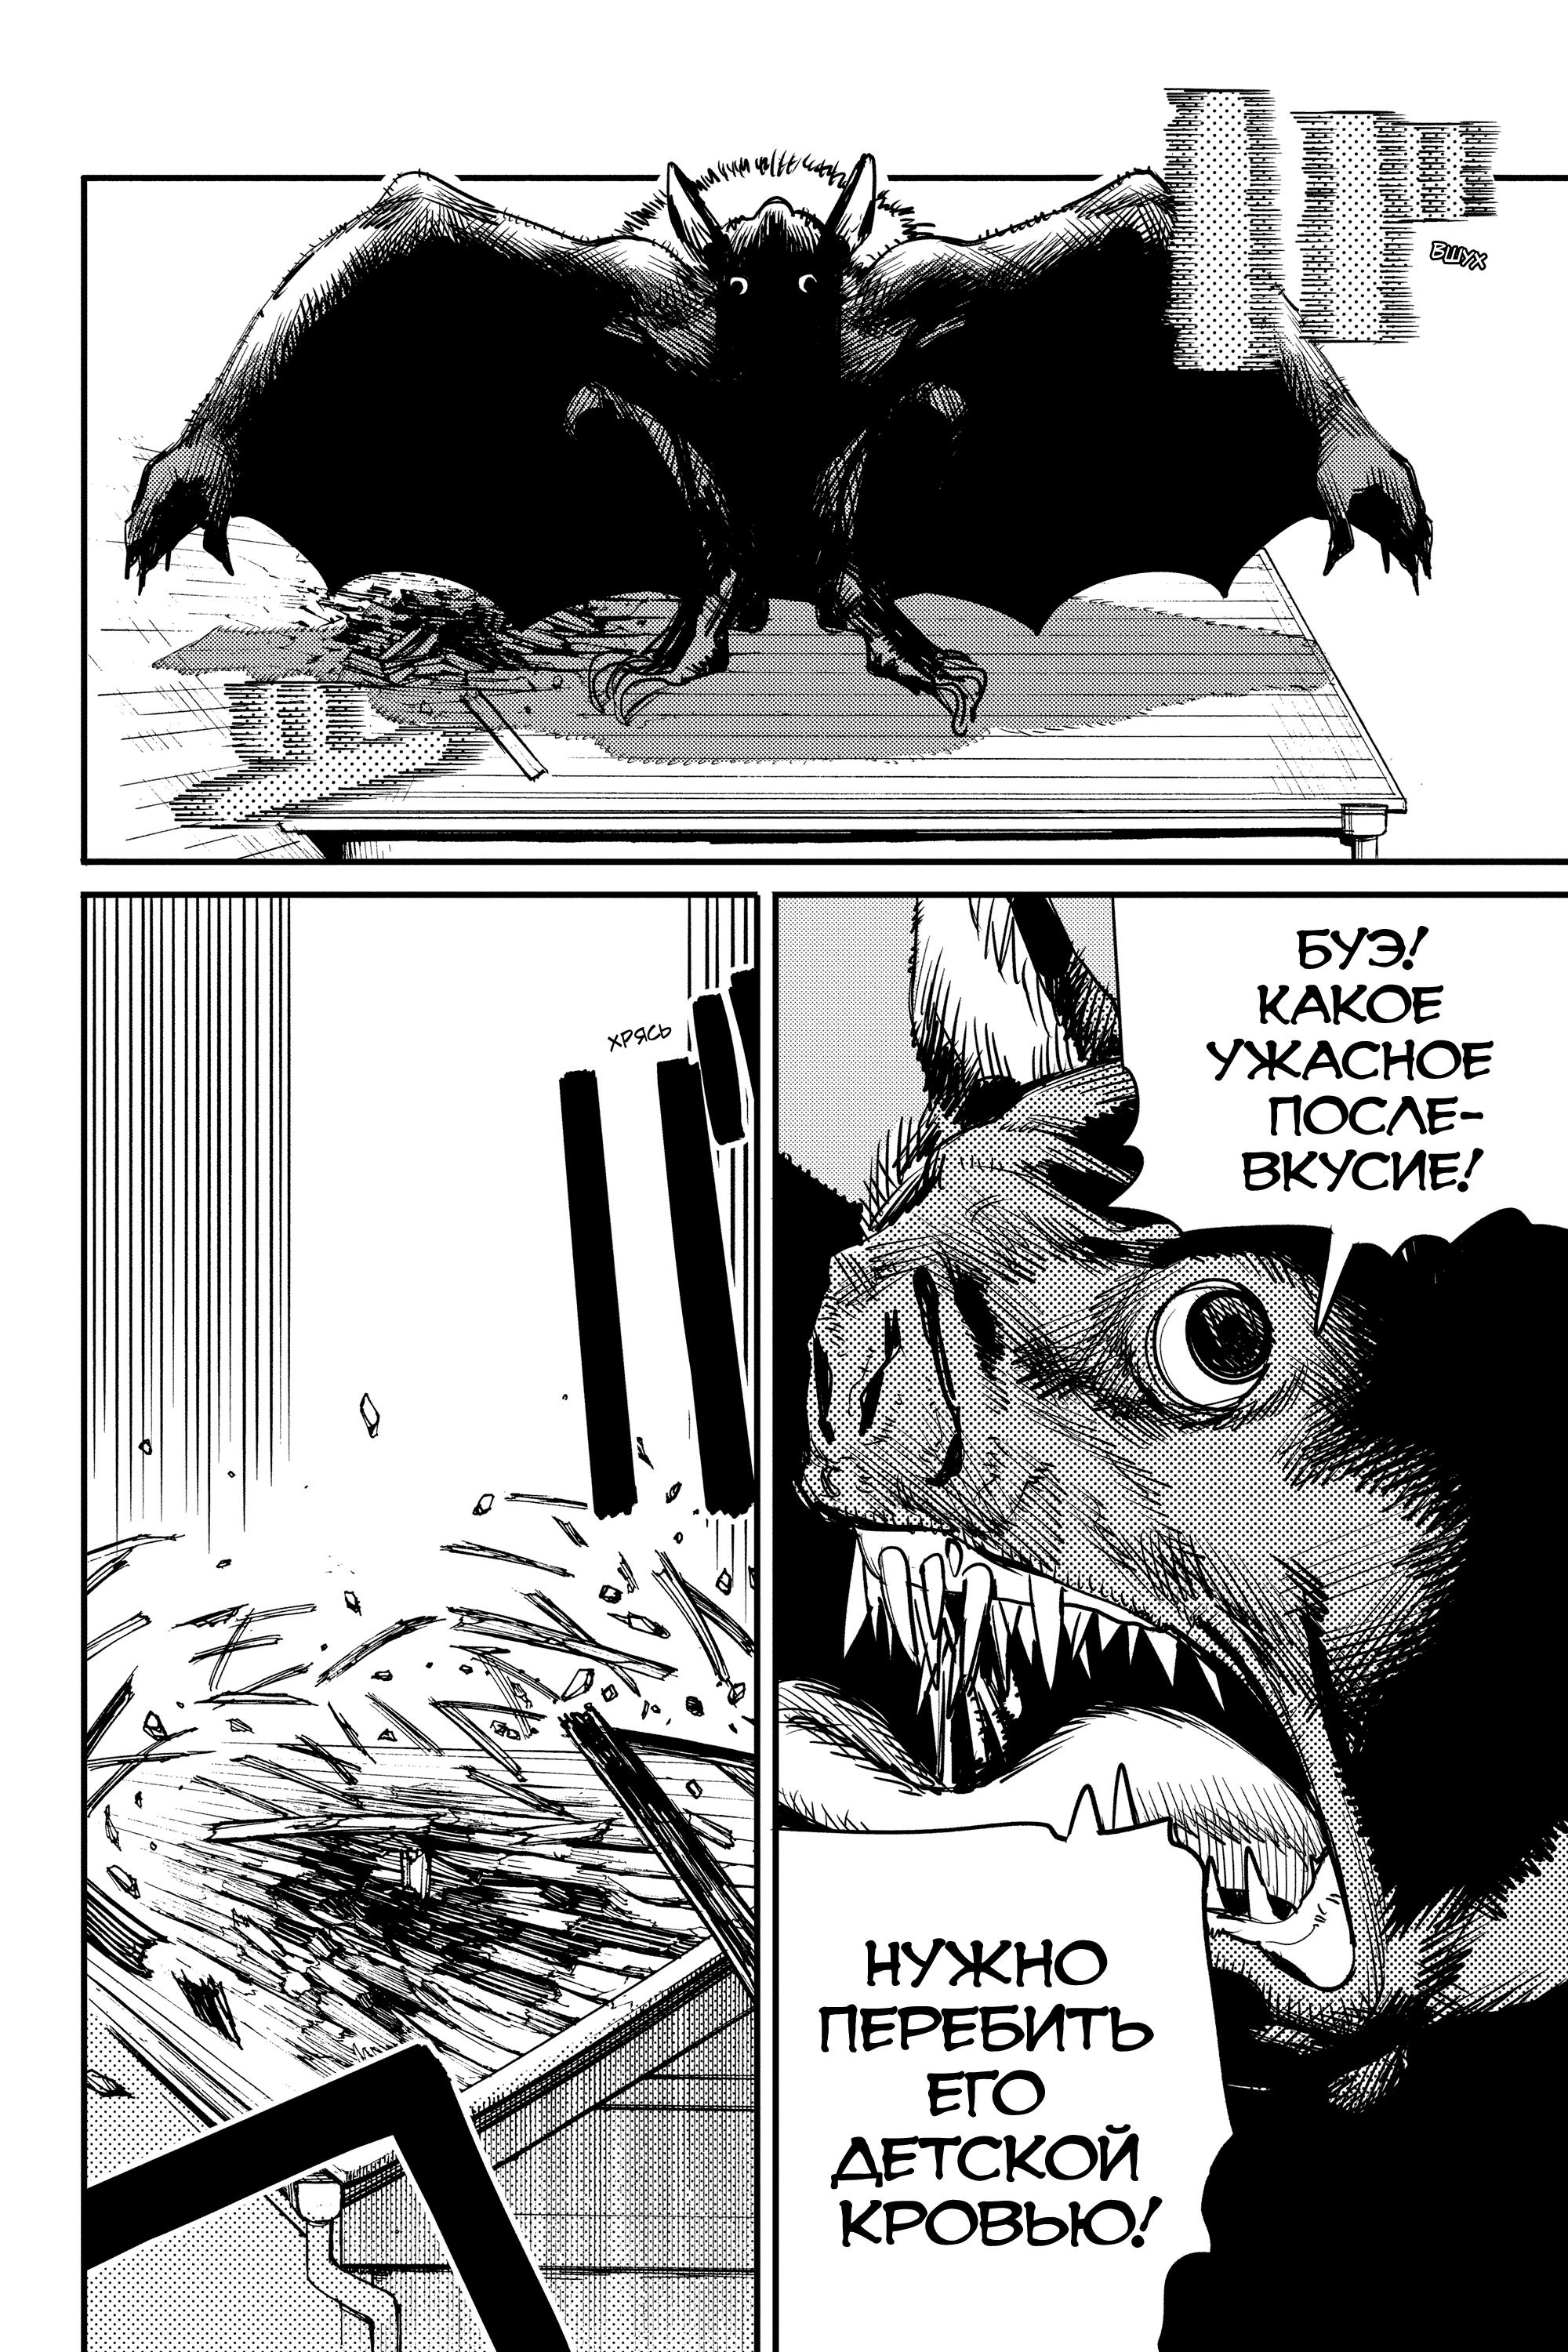 ВШУХ
БУЭ!
КАКОЕ
УЖАСНОЕ
ПОСЛЕ-
ВКУСИЕ!
НУЖНО
ПЕРЕБИТЬ
ЕГО
ДЕТСКОЙ
КРОВЬЮ!
ХРЯСЬ